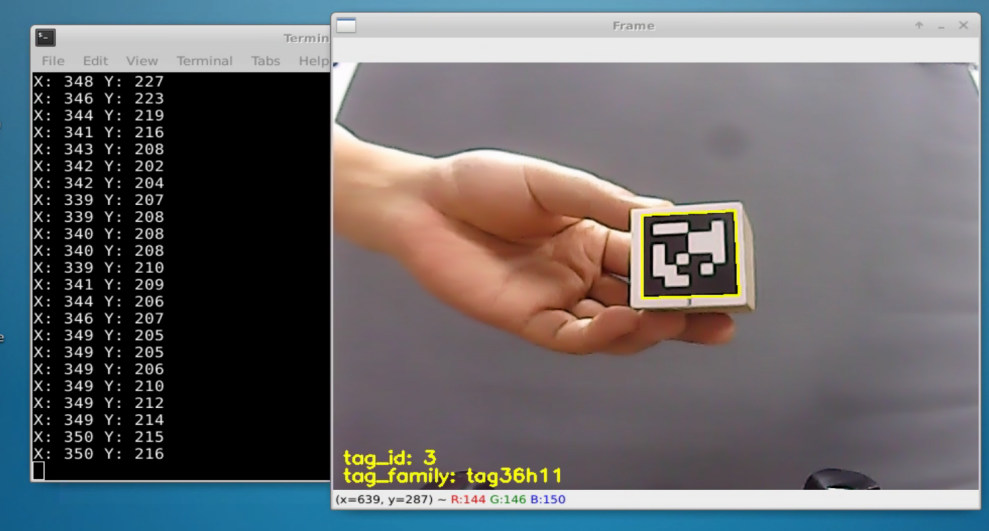 Termin
File Edit View Terminal Tabs Help
X: 348 Y: 227
X: 346 Y: 223
X: 344 Y: 219
X: 341 Y: 216
X: 343 Y: 208
X: 342 Y: 202
X: 342 Y: 204
X: 339 Y: 207
X: 339 Y: 208
X: 340 Y: 208
X: 340 Y: 208
X: 339 Y: 210
X: 341 Y: 209
X: 344 Y: 206
X: 346 Y: 207
X: 349 Y: 205
X: 349 Y: 205
X: 349 Y: 206
X: 349 Y: 210
X: 349 Y: 212
X: 349 Y: 214
X: 350 Y: 215
X: 350 Y: 216
Frame
tag_id: 3
tag_family: tag36h11
(x=639, y=287) ~ R:144 G:146 B:150